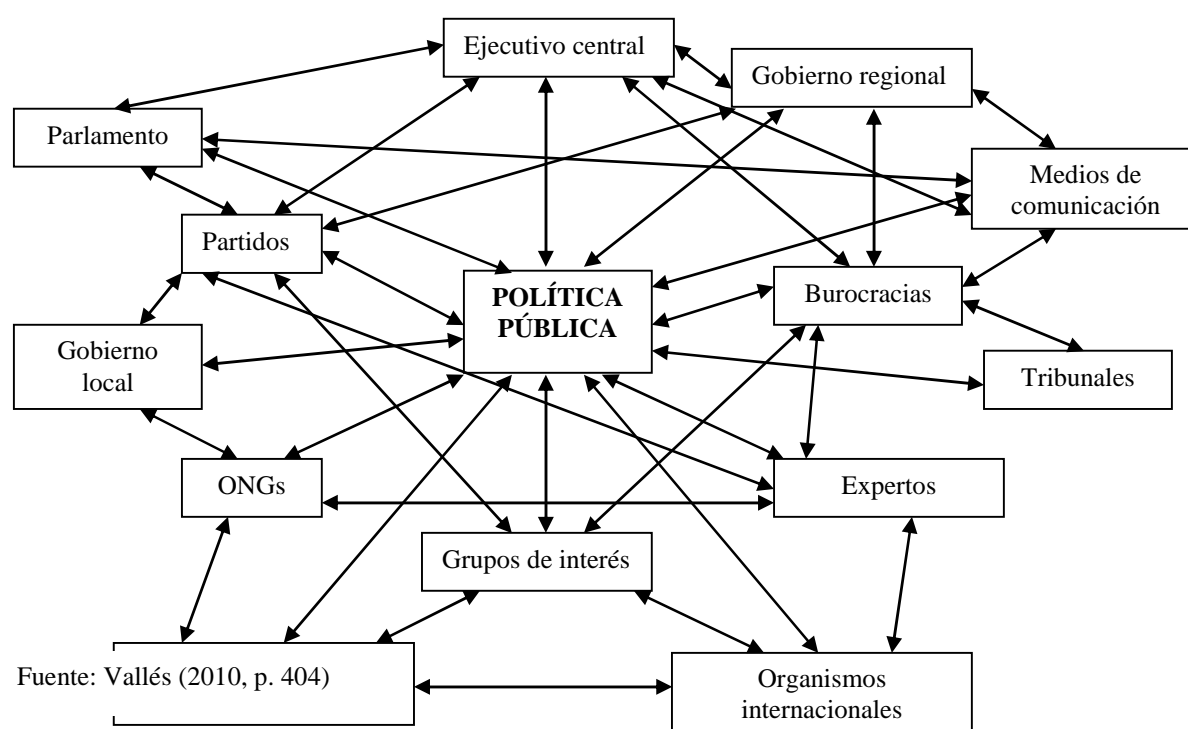 Ejecutivo central
Gobierno regional
Parlamento
Medios de
comunicación
Partidos
POLÍTICA
PÚBLICA
Burocracias
Gobierno
local
Tribunales
ONGs
Expertos
Grupos de interés
Fuente: Vallés (2010, p. 404)
Organismos
internacionales